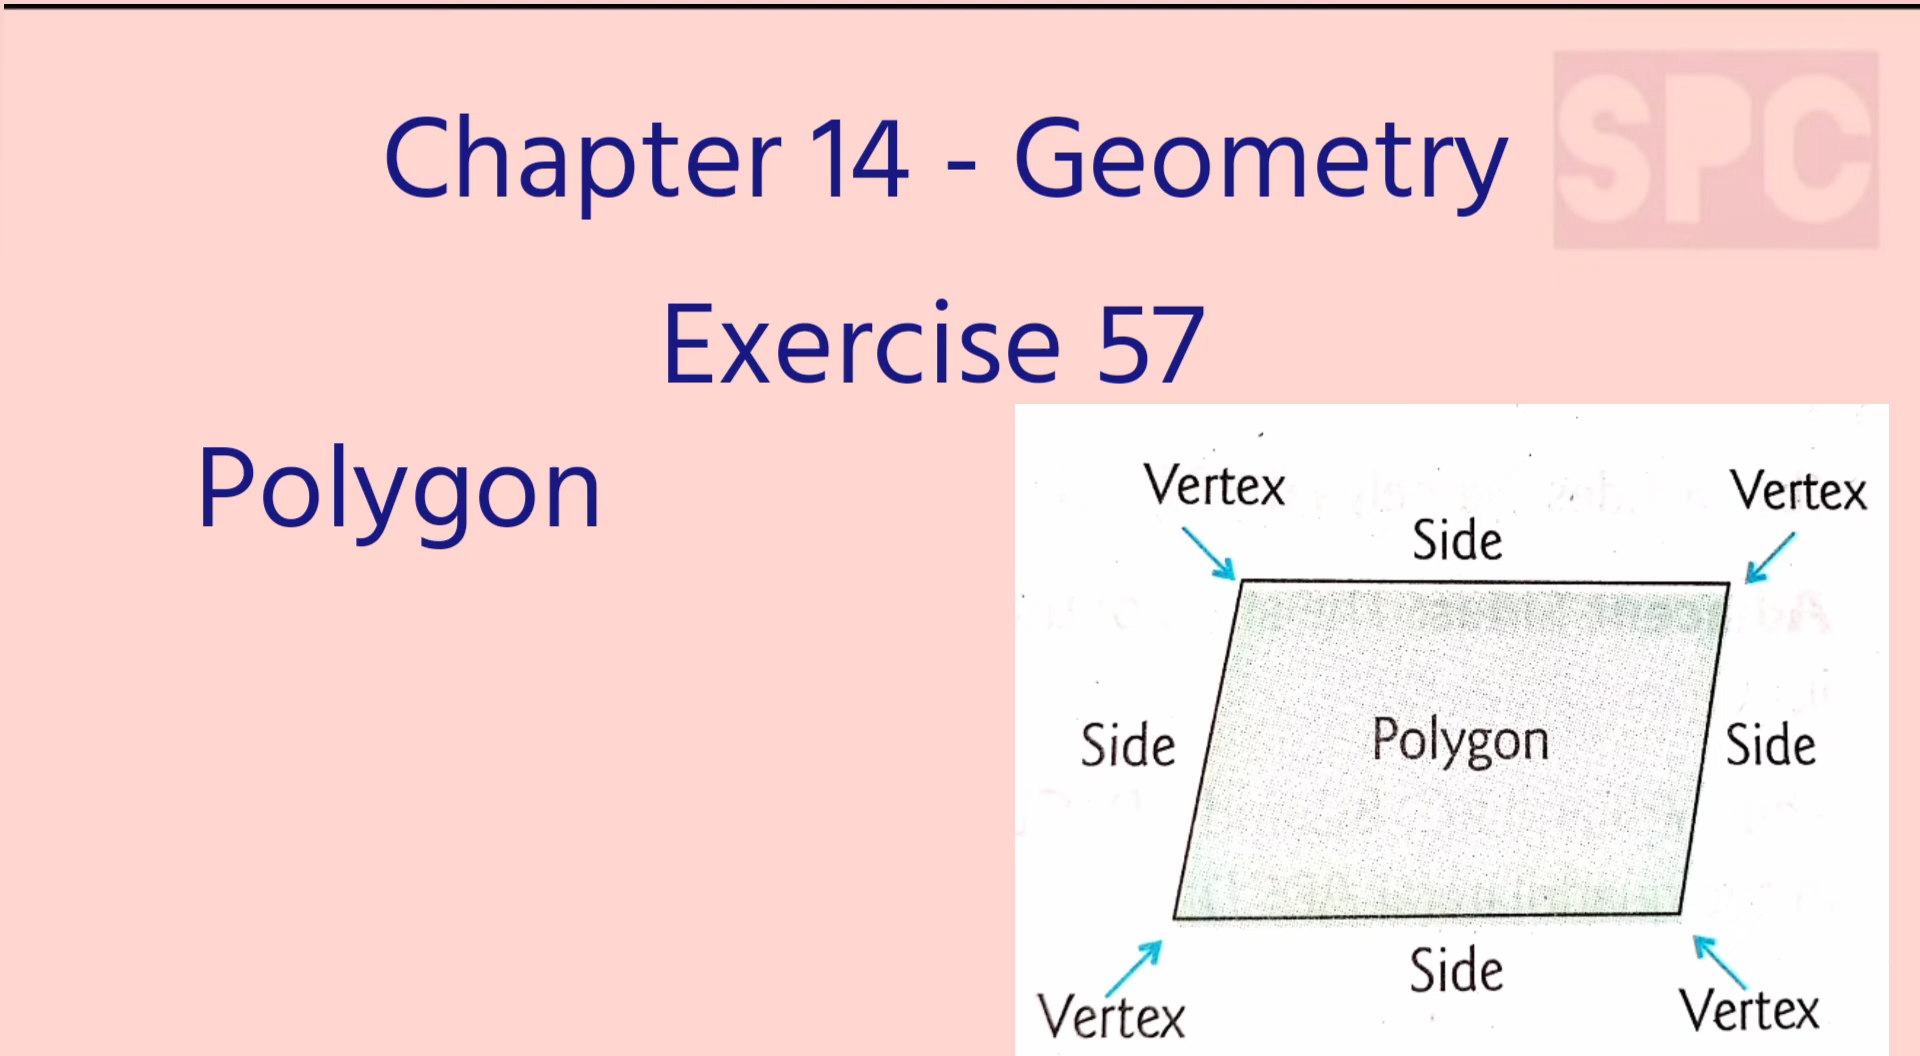 SPC
Chapter 14 - Geometry
Exercise 57
Polygon
Vertex
Vertex
Side
Side
Polygon
Side
Side
Vertex
Vertex